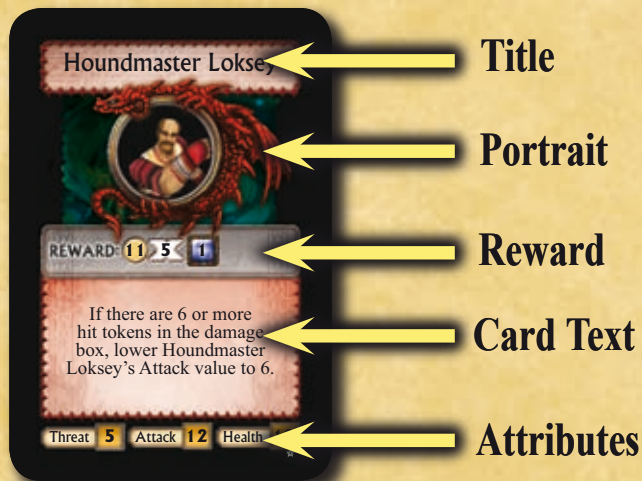 Houndmaster Loksey
Title
Portrait
REWARD: 11 5 1
Reward
If there are 6 or more
hit tokens in the damage
box, lower Houndmaster
Loksey's Attack value to 6.
Card Text
Threat 5 Attack 12 Health
Attributes